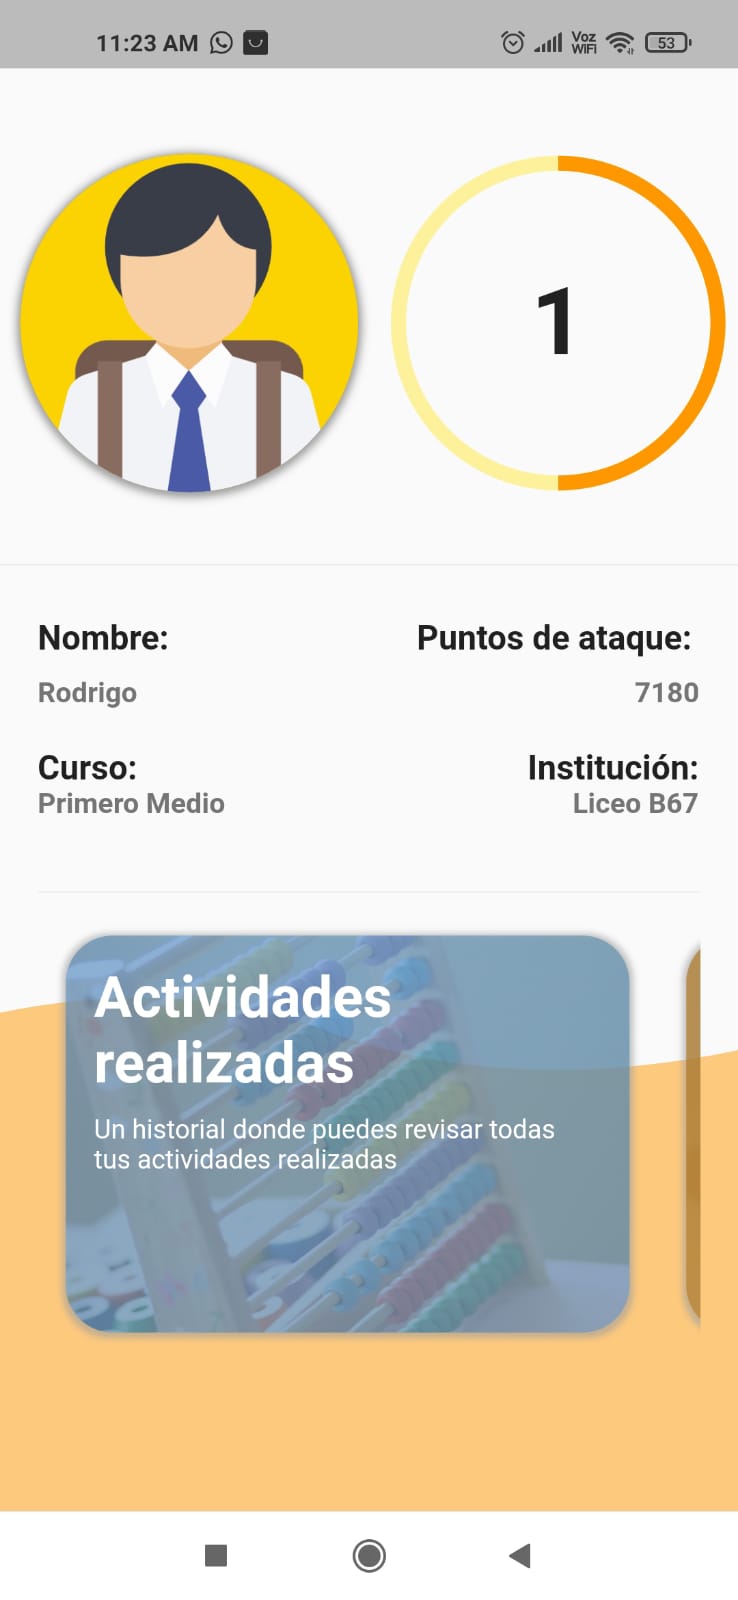 11:23 AM
Voz
WiFi
53
1
Nombre:
Puntos de ataque:
Rodrigo
7180
Curso:
Institución:
Primero Medio
Liceo B67
Actividades
realizadas
Un historial donde puedes revisar todas
tus actividades realizadas